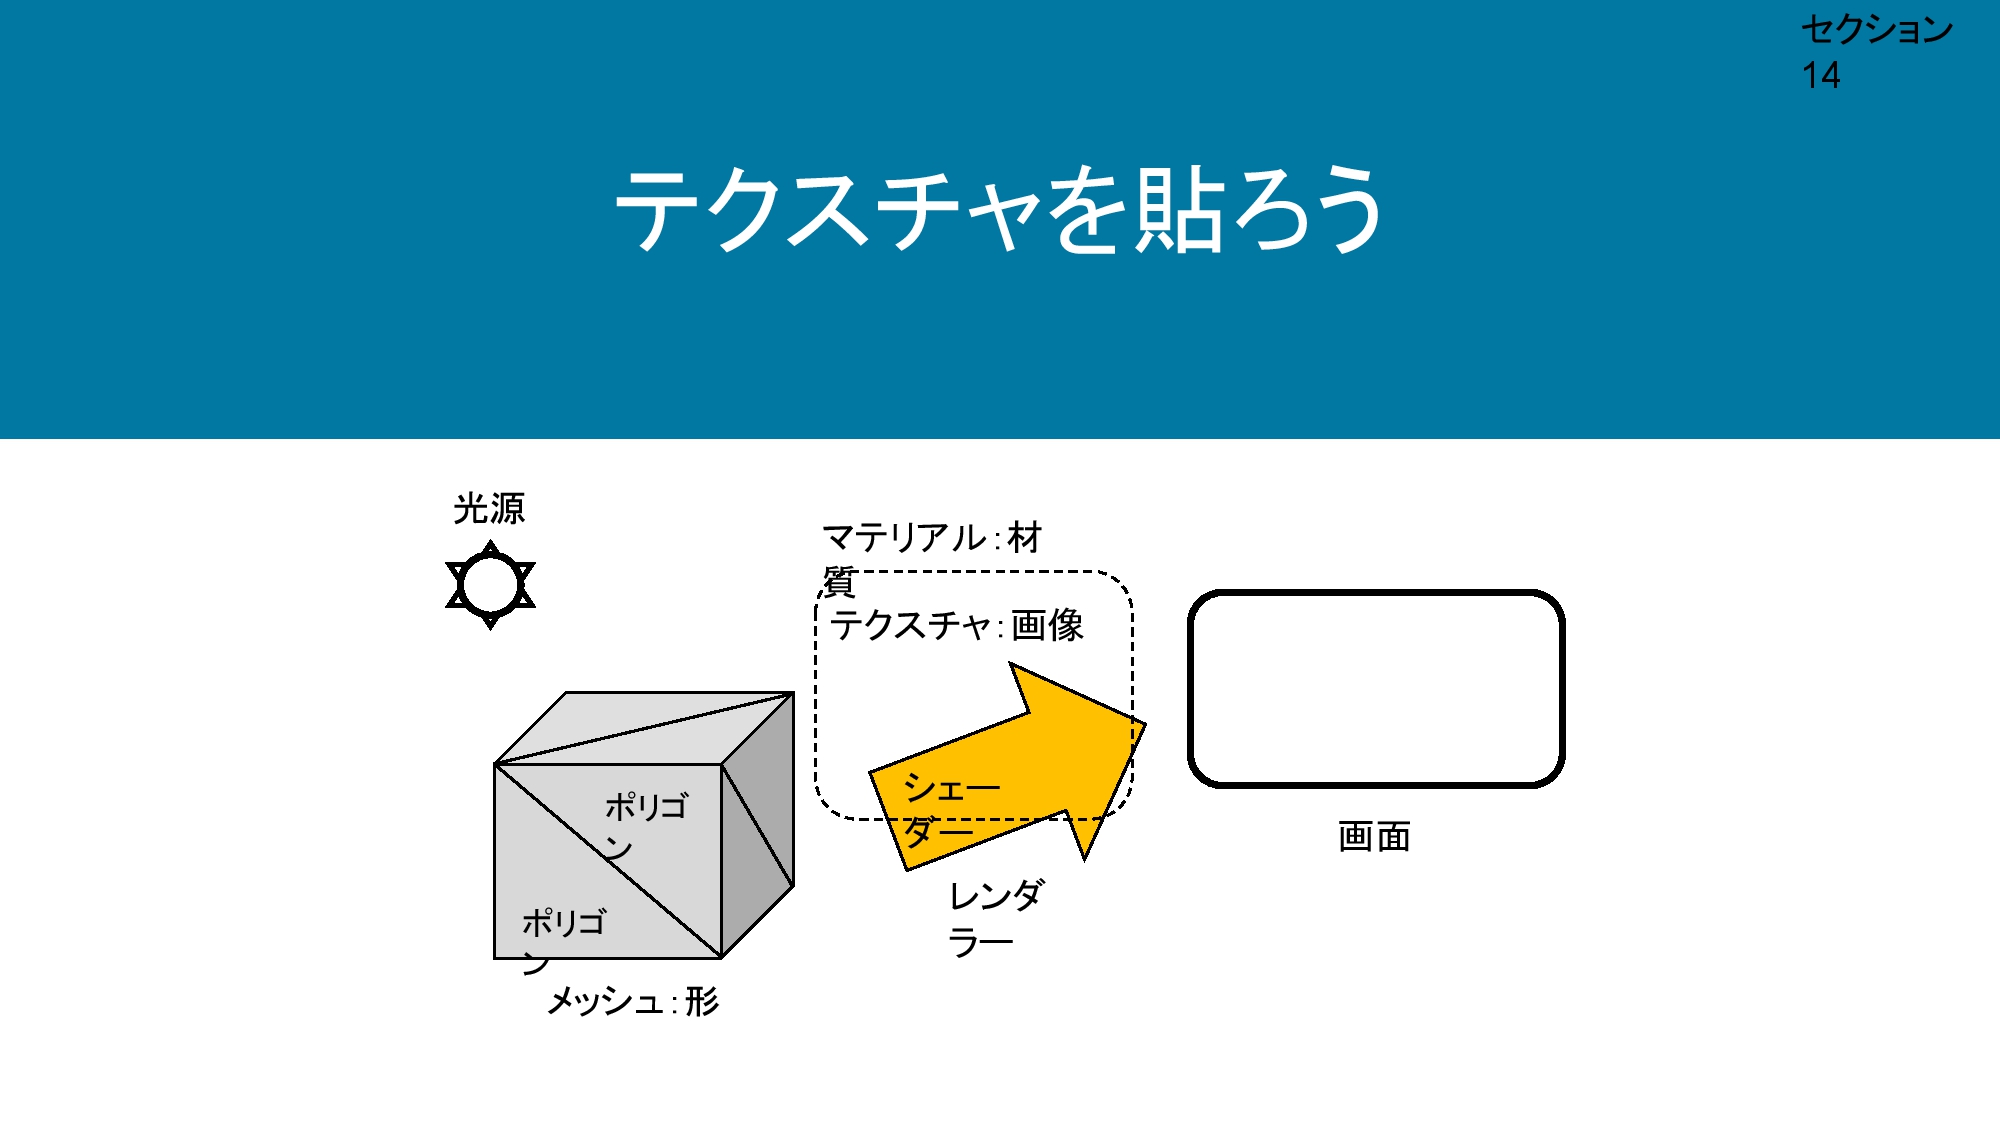 セクション
14
テクスチャを貼ろう
光源
マテリアル：材
質
テクスチャ：画像
シェー
ダー
ポリゴ
ン
ポリゴ
ン
レンダ
ラー
画面
メッシュ：形